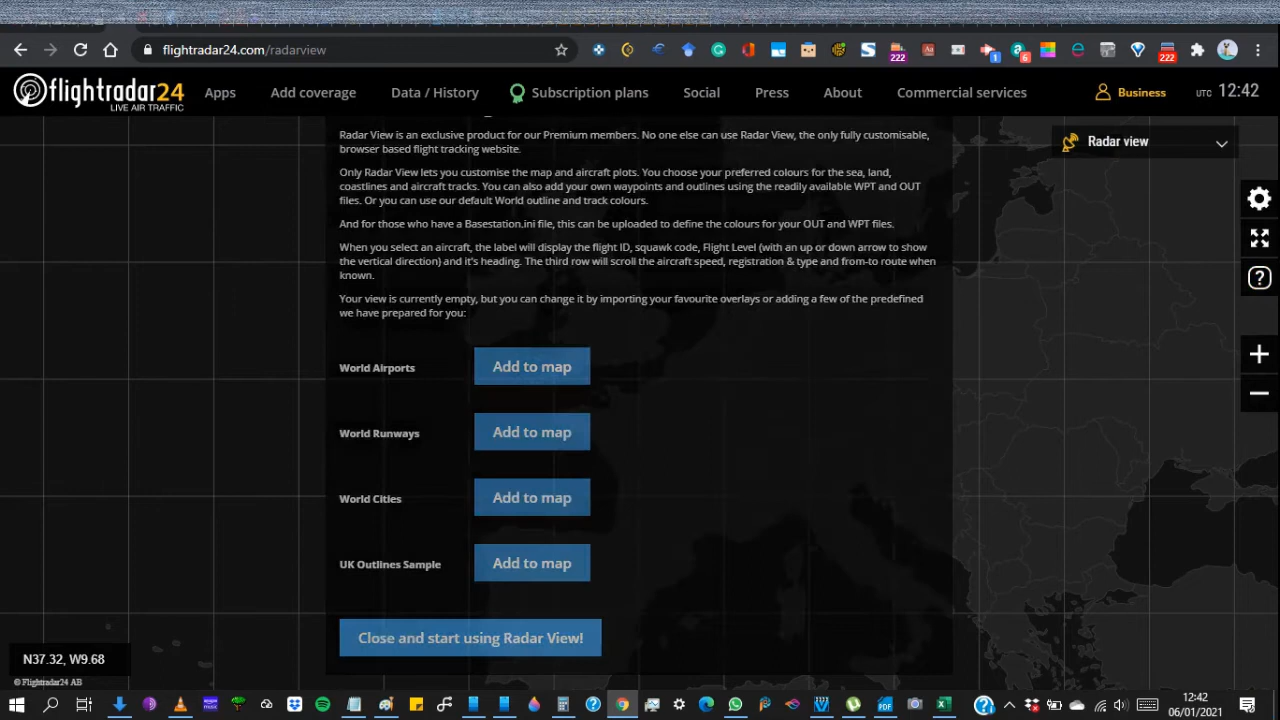 flightradar24.com/radarview
222
1
6
222
flightradar24
LIVE AIR TRAFFIC
Apps
Add coverage
Data / History
Subscription plans
Social
Press
About
Commercial services
Business
UTC 12:42
Radar view
Radar View is an exclusive product for our Premium members. No one else can use Radar View, the only fully customisable,
browser based flight tracking website.
Only Radar View lets you customise the map and aircraft plots. You choose your preferred colours for the sea, land,
coastlines and aircraft tracks. You can also add your own waypoints and outlines using the readily available WPT and OUT
files. Or you can use our default World outline and track colours.
And for those who have a Basestation.ini file, this can be uploaded to define the colours for your OUT and WPT files.
When you select an aircraft, the label will display the flight ID, squawk code, Flight Level (with an up or down arrow to show
the vertical direction) and it's heading. The third row will scroll the aircraft speed, registration & type and from-to route when
known.
Your view is currently empty, but you can change it by importing your favourite overlays or adding a few of the predefined
we have prepared for you:
World Airports Add to map
World Runways Add to map
World Cities Add to map
UK Outlines Sample Add to map
Close and start using Radar View!
N37.32, W9.68
© Flightradar24 AB
12:42
06/01/2021